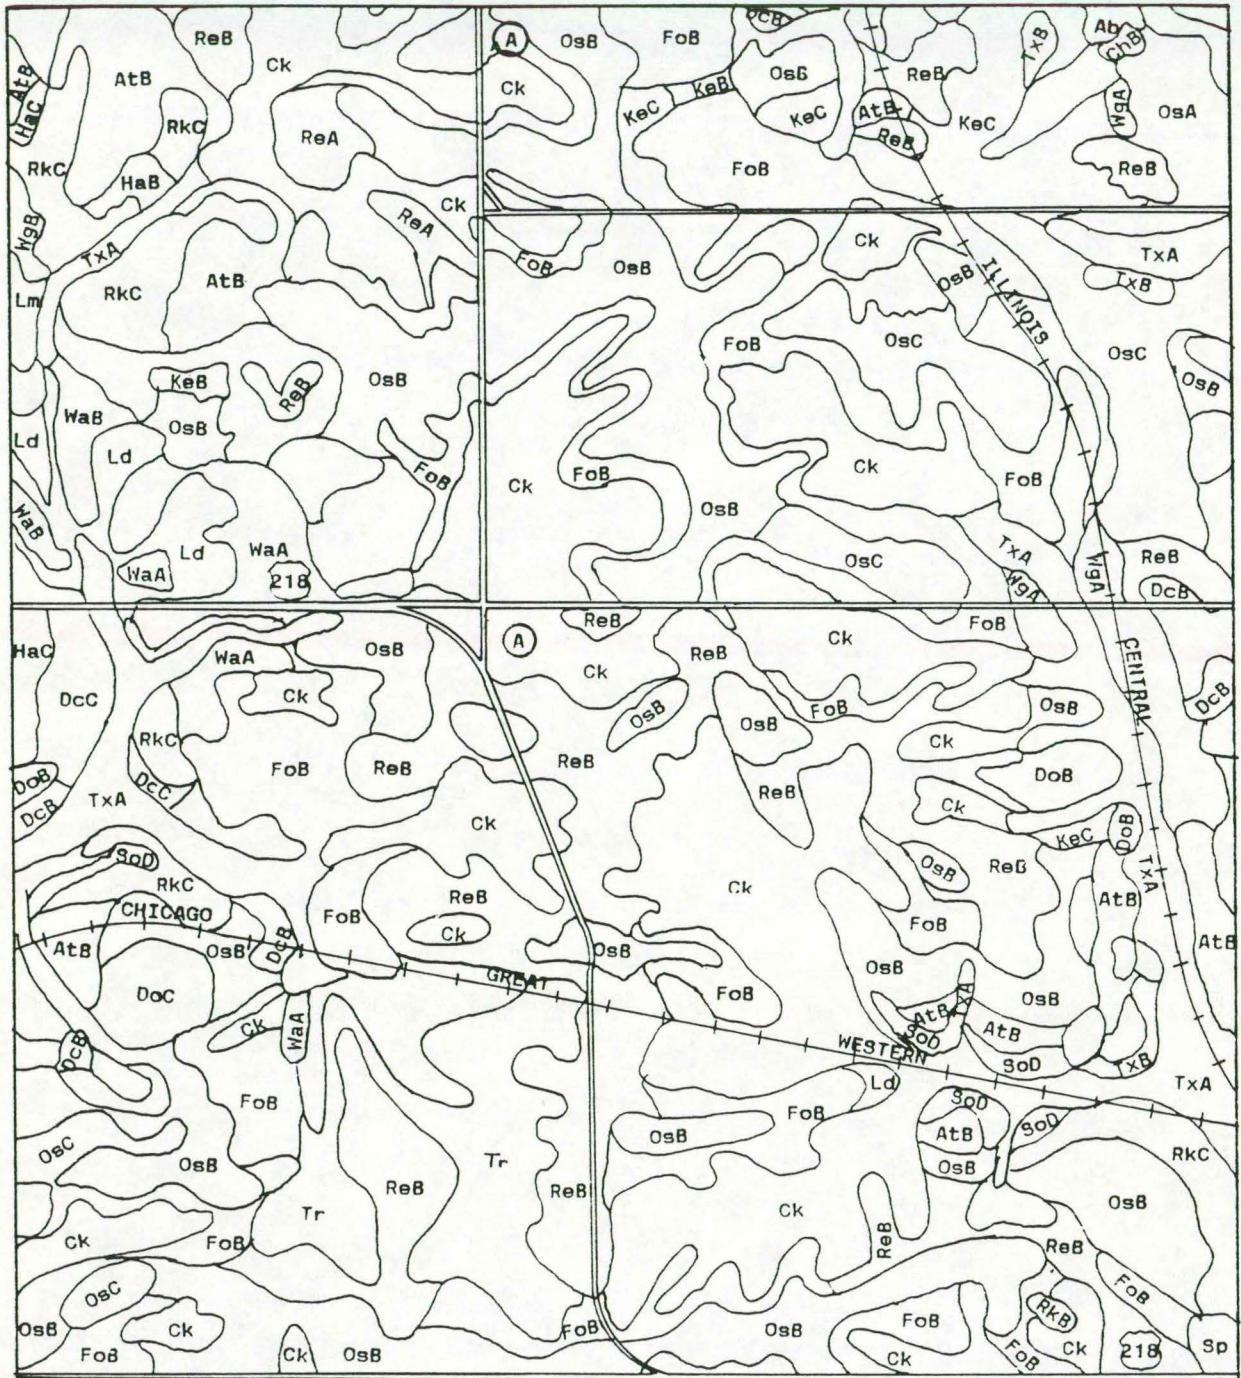 ReB
Ck
AtB
AtB
HaC
RkC
ReA
RkC
HaB
ReA
Ck
WgB
TxA
RkC
AtB
Lm
KeB
ReB
OsB
WaB
OsB
Ld
Ld
FoB
WaB
Ld
WaA
WaA
218
A
OsB
FoB
DcB
Ck
KeC
KeB
OsB
KeC
AtB
ReB
ReB
KeC
FoB
TxB
Ab
ChB
WgA
OsA
ReB
FoB
OsB
Ck
OsB
ILLINOIS
TxA
TxB
FoB
OsC
OsC
OsB
Ck
FoB
OsB
Ck
FoB
OsC
TxA
WgA
WgA
ReB
DcB
HaC
DcC
WaA
OsB
Ck
RkC
DcC
FoB
ReB
DoB
DcB
TxA
Ck
SoD
RkC
CHICAGO
FoB
ReB
Ck
AtB
OsB
DcB
DoC
GREAT
Ck
WaA
DcB
FoB
OsC
OsB
ReB
Tr
ReB
Tr
Ck
FoB
OsC
OsB
FoB
Ck
Ck
OsB
FoB
A
ReB
Ck
FoB
ReB
Ck
OsB
OsB
FoB
OsB
CENTRAL
DcB
Ck
ReB
ReB
DoB
Ck
KeC
DoB
TxA
OsB
ReB
Ck
AtB
FoB
AtB
OsB
OsB
FoB
AtB
TxA
SoD
OsB
AtB
WESTERN
SoD
TxB
TxA
Ld
FoB
SoD
SoD
OsB
AtB
OsB
RkC
OsB
Ck
ReB
ReB
FoB
OsB
FoB
Ck
FoB
RkB
Ck
218
Sp